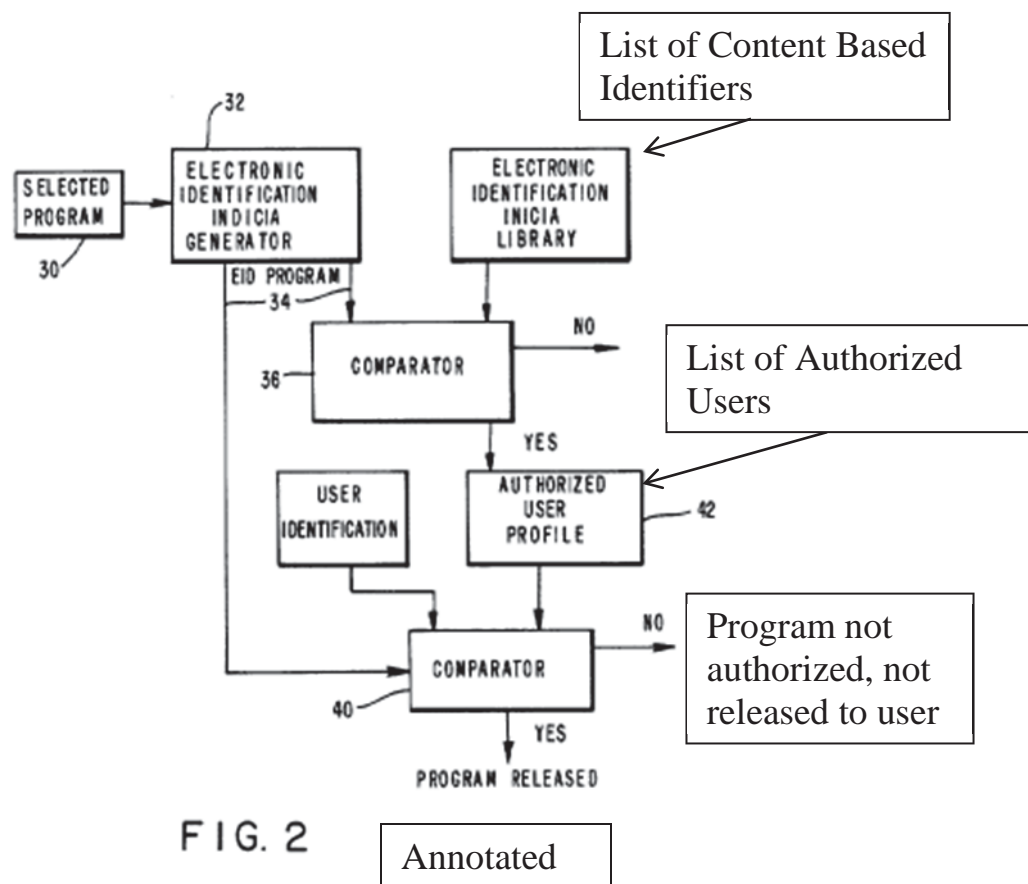 List of Content Based
Identifiers
32
SELECTED
PROGRAM
30
ELECTRONIC
IDENTIFICATION
INDICIA
GENERATOR
ELECTRONIC
IDENTIFICATION
INICIA
LIBRARY
EID PROGRAM
34
COMPARATOR
36
NO
List of Authorized
Users
YES
USER
IDENTIFICATION
AUTHORIZED
USER
PROFILE
42
COMPARATOR
40
NO
Program not
authorized, not
released to user
YES
PROGRAM RELEASED
FIG. 2
Annotated